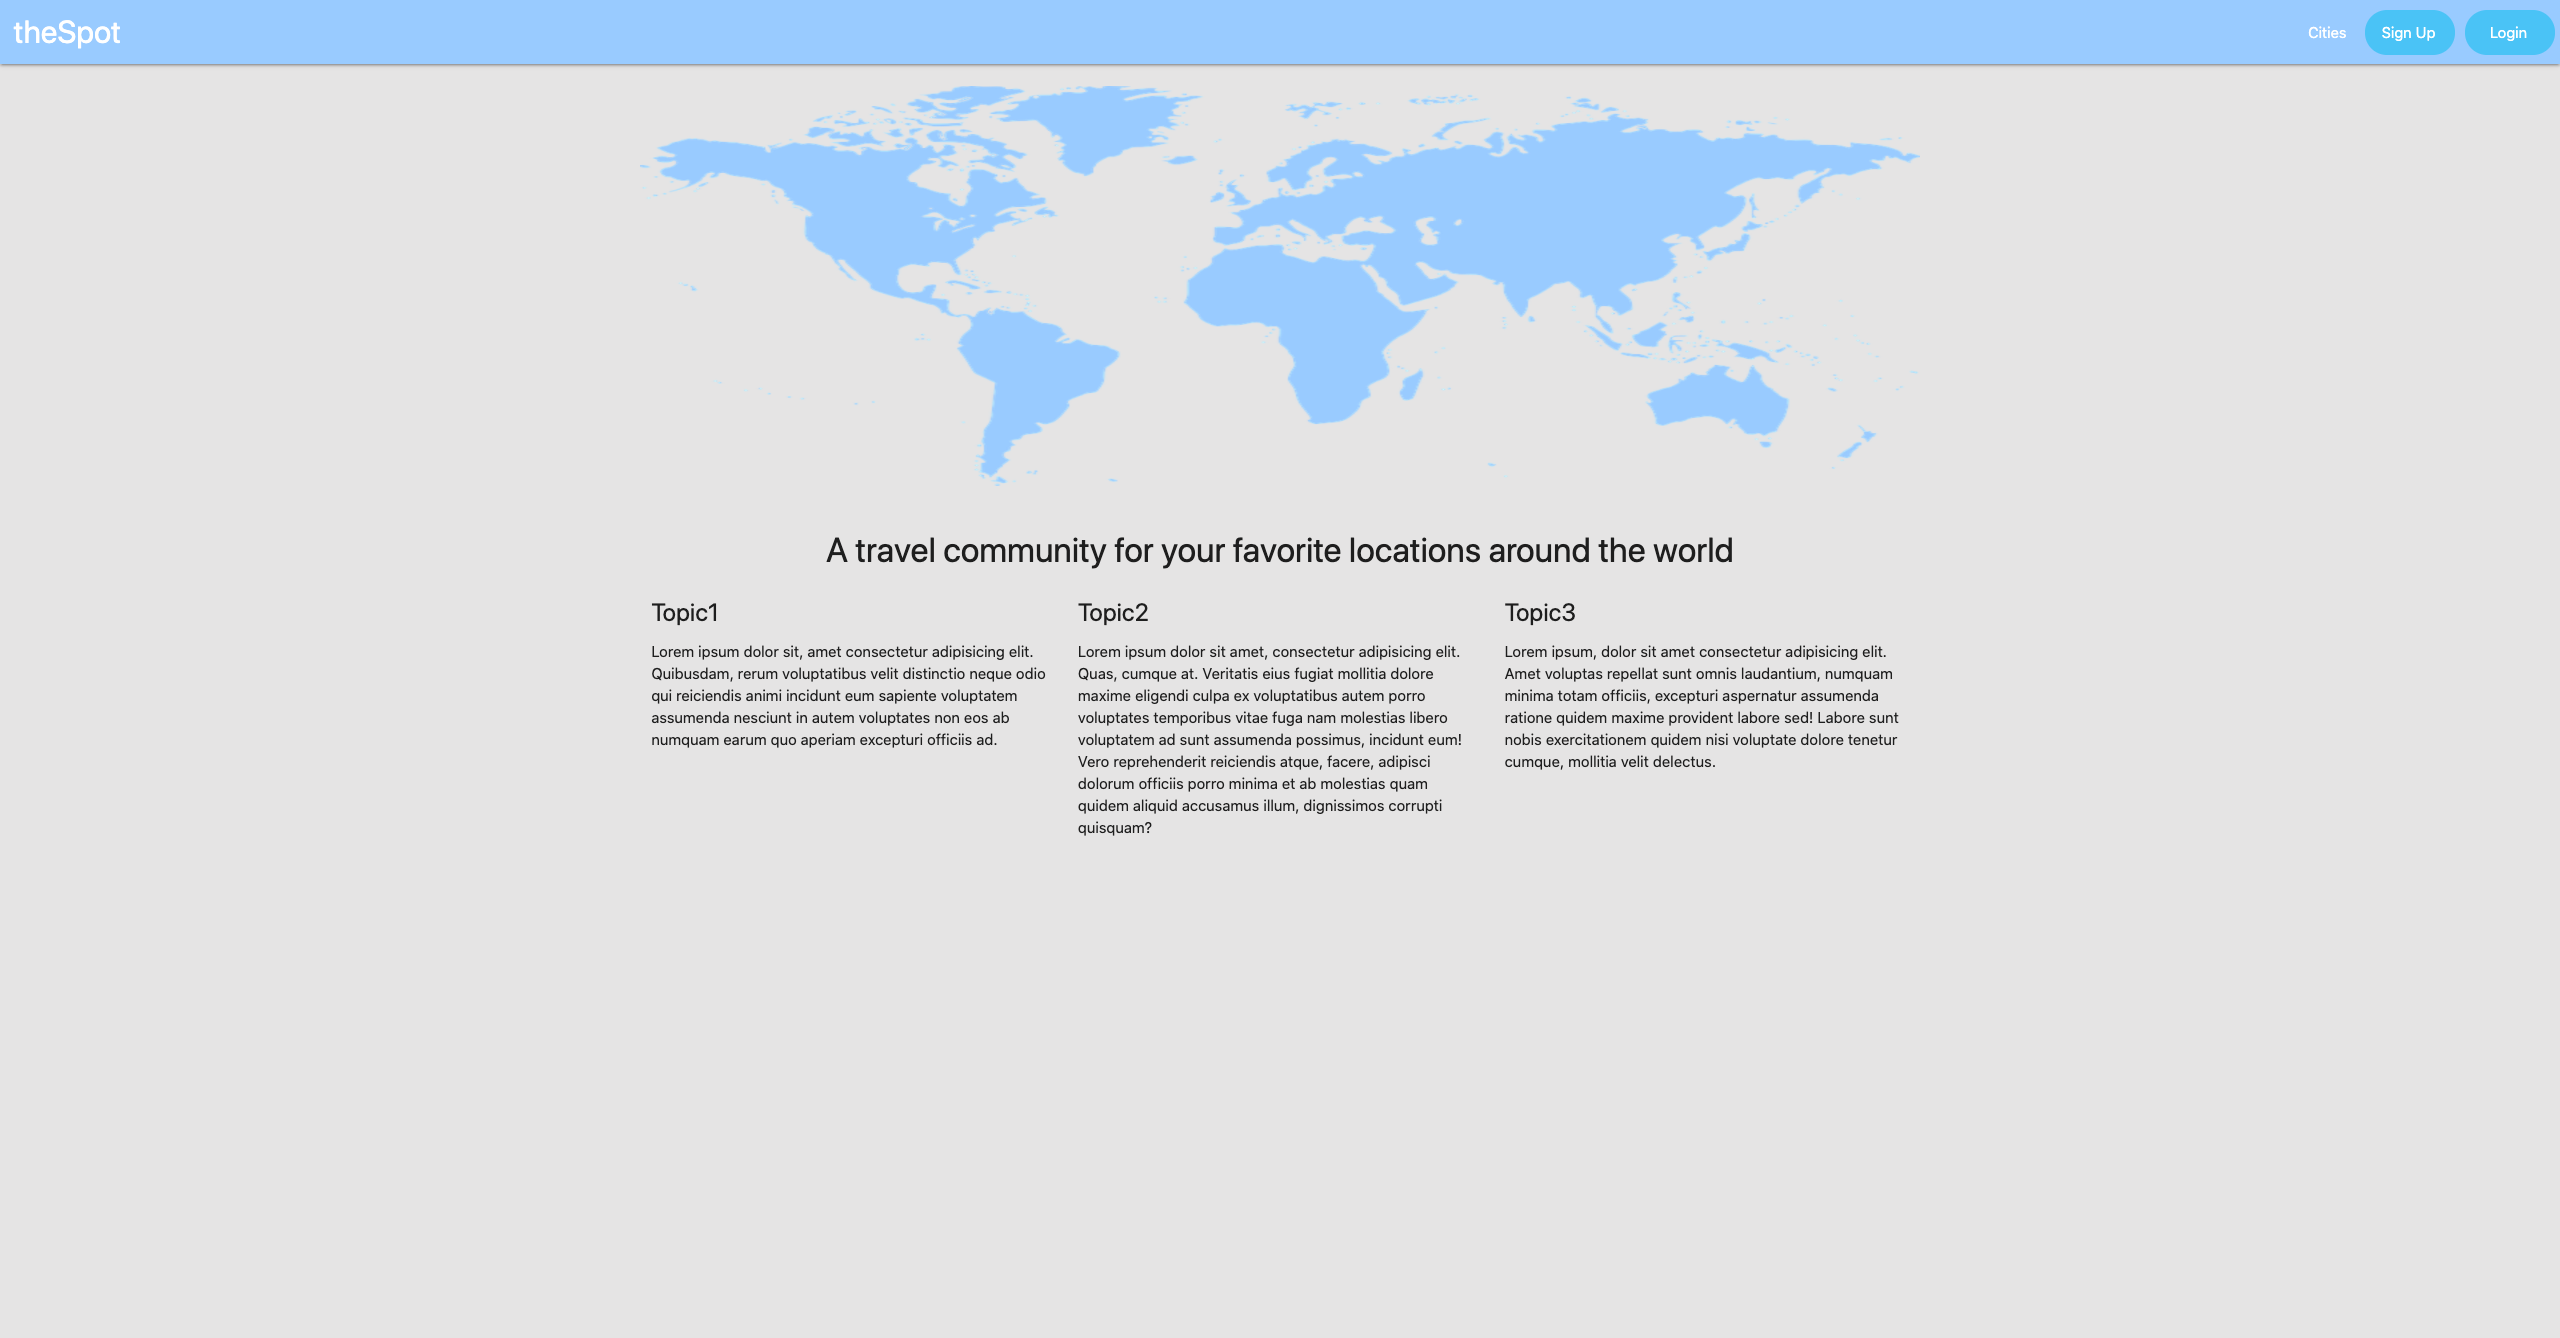 theSpot
Cities
Sign Up
Login
A travel community for your favorite locations around the world
Topic1
Lorem ipsum dolor sit, amet consectetur adipisicing elit.
Quibusdam, rerum voluptatibus velit distinctio neque odio
qui reiciendis animi incidunt eum sapiente voluptatem
assumenda nesciunt in autem voluptates non eos ab
numquam earum quo aperiam excepturi officiis ad.
Topic2
Lorem ipsum dolor sit amet, consectetur adipisicing elit.
Quas, cumque at. Veritatis eius fugiat mollitia dolore
maxime eligendi culpa ex voluptatibus autem porro
voluptates temporibus vitae fuga nam molestias libero
voluptatem ad sunt assumenda possimus, incidunt eum!
Vero reprehenderit reiciendis atque, facere, adipisci
dolorum officiis porro minima et ab molestias quam
quidem aliquid accusamus illum, dignissimos corrupti
quisquam?
Topic3
Lorem ipsum, dolor sit amet consectetur adipisicing elit.
Amet voluptas repellat sunt omnis laudantium, numquam
minima totam officiis, excepturi aspernatur assumenda
ratione quidem maxime provident labore sed! Labore sunt
nobis exercitationem quidem nisi voluptate dolore tenetur
cumque, mollitia velit delectus.